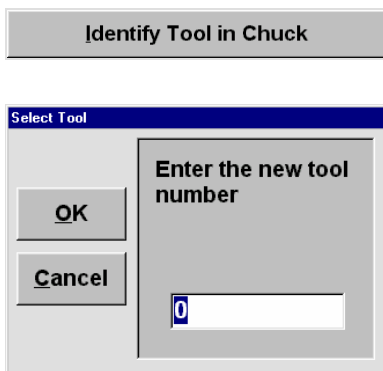 Identify Tool in Chuck
Select Tool
Enter the new tool
number
OK
Cancel
0